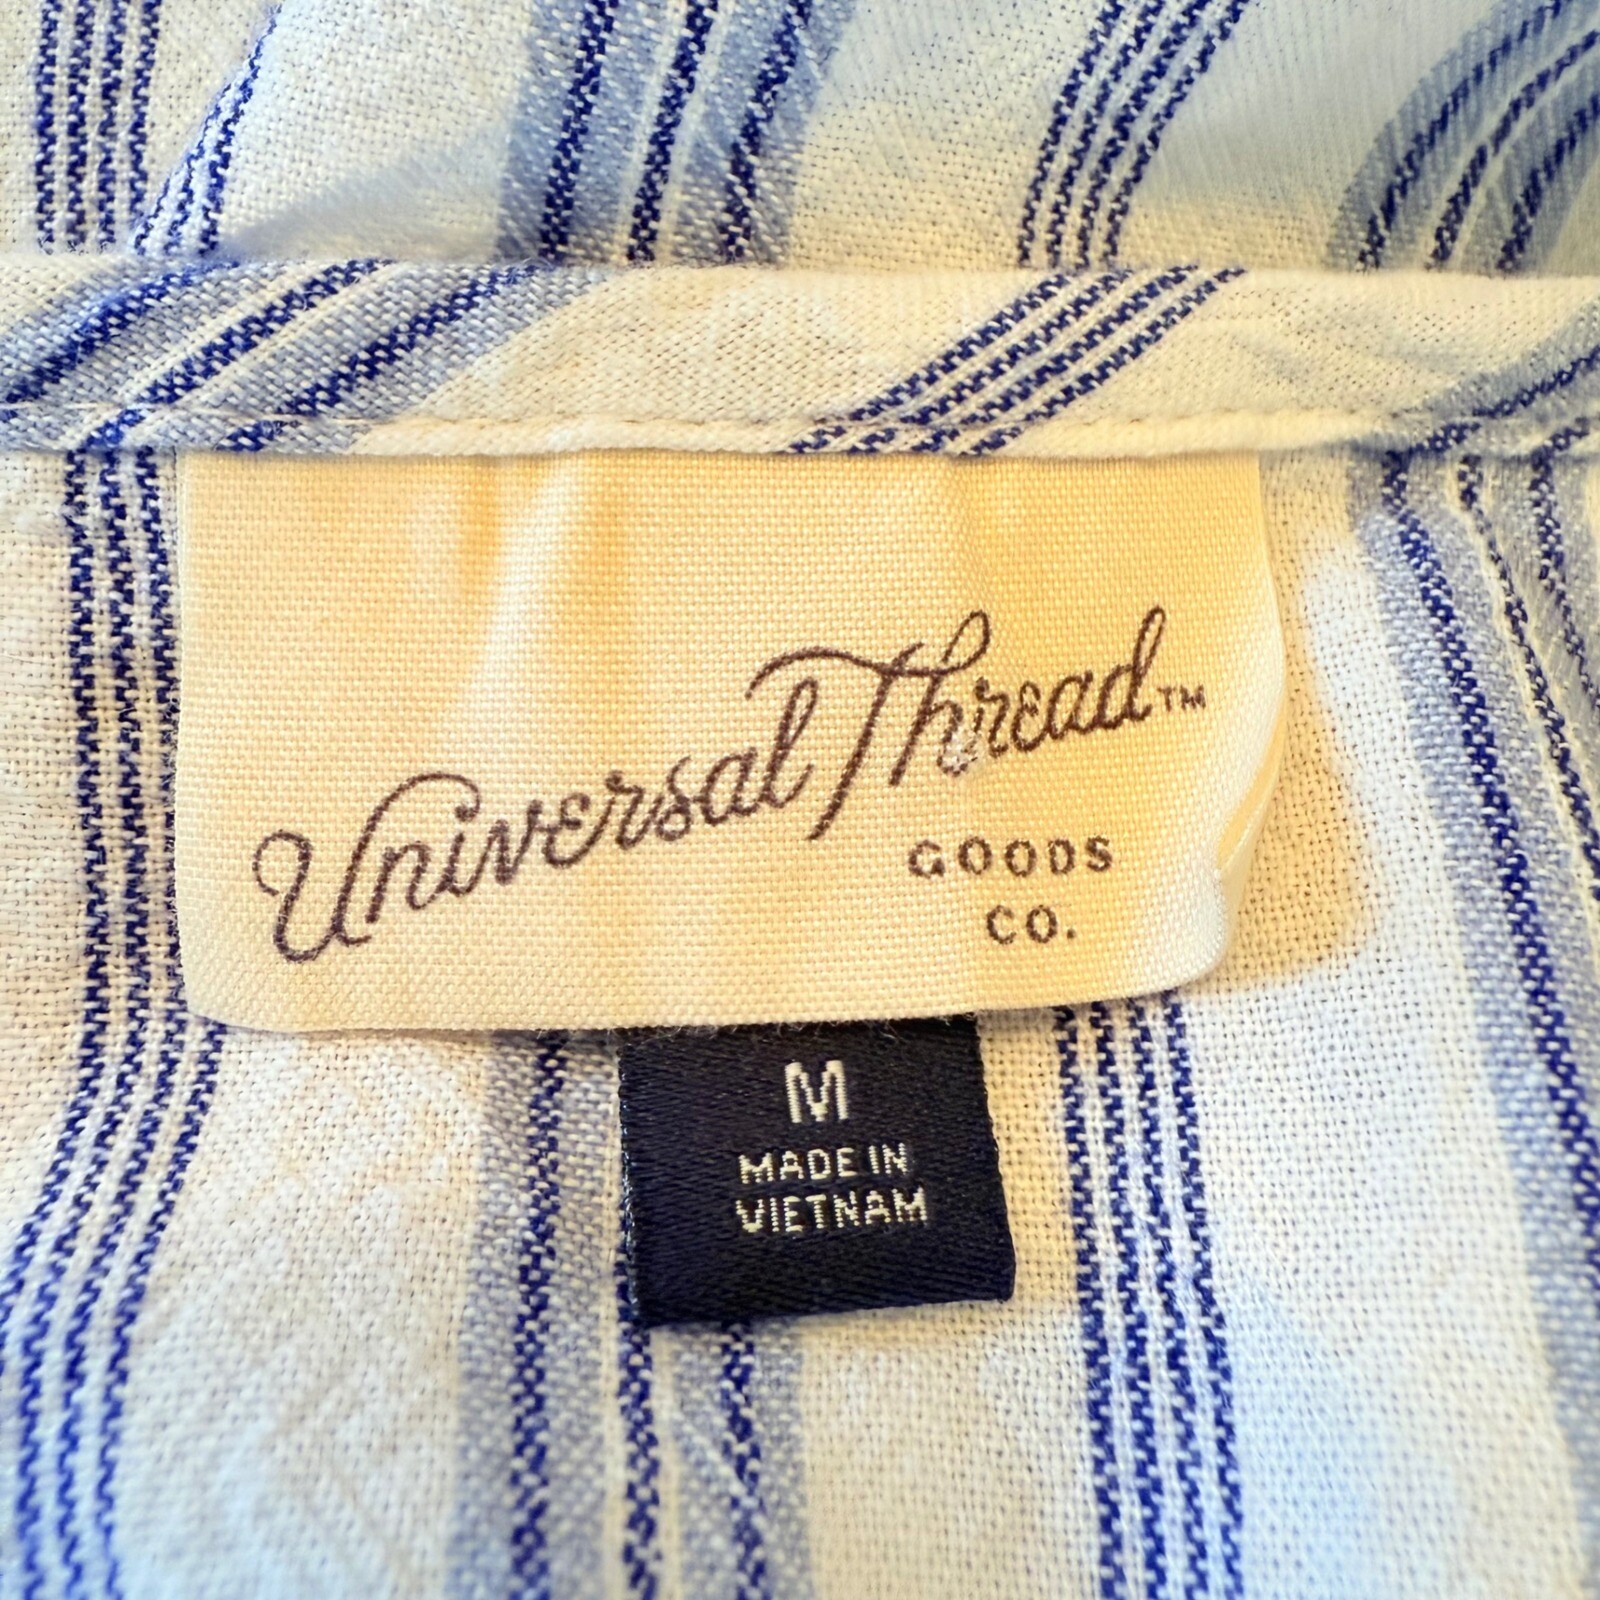 Universal Thread™
GOODS
CO.
M
MADE IN
VIETNAM